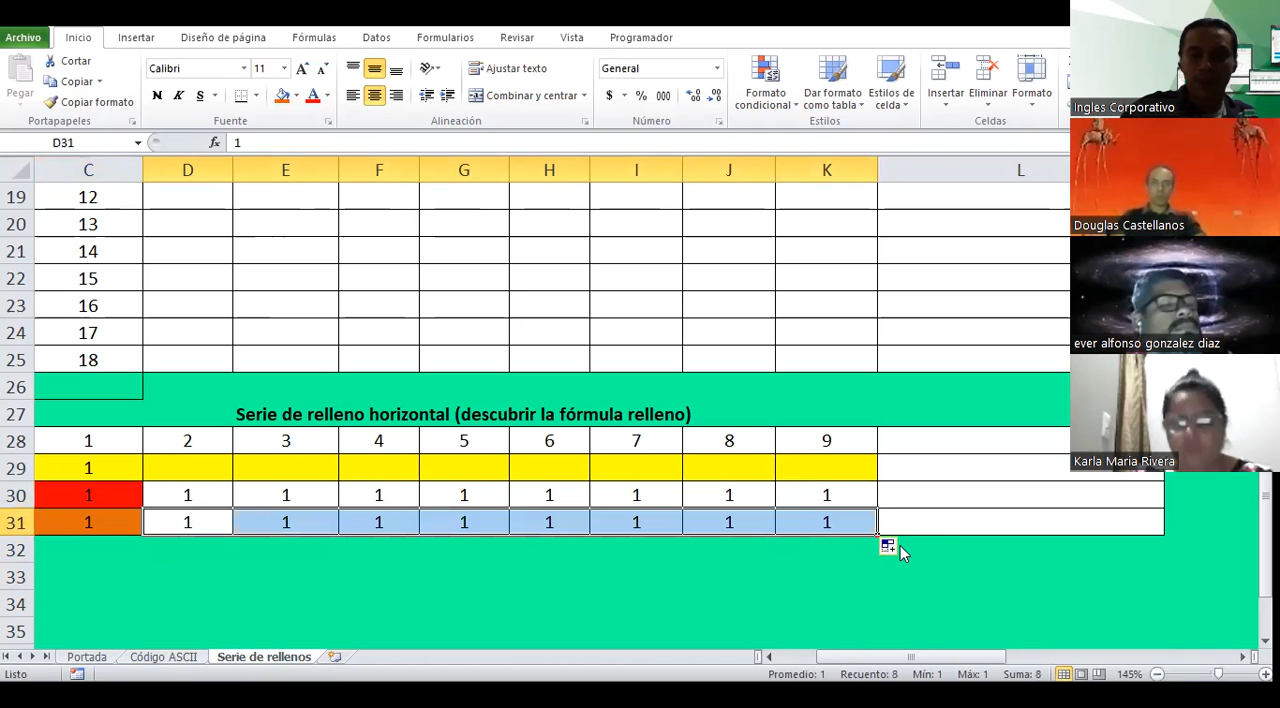 Archivo Inicio Insertar Diseño de página Fórmulas Datos Formularios Revisar Vista Programador
Pegar
Cortar
Copiar
Copiar formato
Portapapeles
Calibri 11
N K S
Fuente
Ajustar texto
Combinar y centrar
Alineación
General
$ % 000
Número
Formato condicional
Dar formato como tabla
Estilos de celda
Estilos
Insertar Eliminar Formato
Celdas
D31 fx 1
C D E F G H I J K L
19 12
20 13
21 14
22 15
23 16
24 17
25 18
26
27 Serie de relleno horizontal (descubrir la fórmula relleno)
28 1 2 3 4 5 6 7 8 9
29 1
30 1 1 1 1 1 1 1 1 1
31 1 1 1 1 1 1 1 1 1
32
33
34
35
Portada Código ASCII Serie de rellenos
Listo Promedio: 1 Recuento: 8 Mín: 1 Máx: 1 Suma: 8 145%
Ingles Corporativo
Douglas Castellanos
ever alfonso gonzalez diaz
Karla Maria Rivera